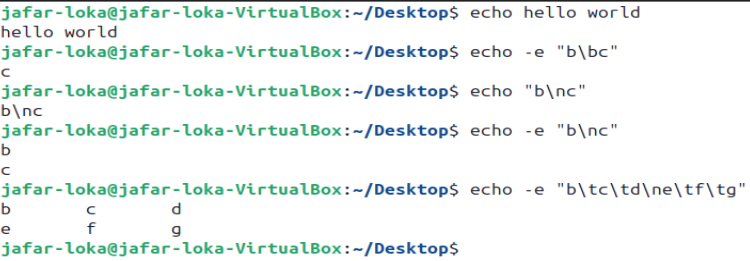 jafar-loka@jafar-loka-VirtualBox:~/Desktop$ echo hello world
hello world
jafar-loka@jafar-loka-VirtualBox:~/Desktop$ echo -e "b\bc"
c
jafar-loka@jafar-loka-VirtualBox:~/Desktop$ echo "b\nc"
b\nc
jafar-loka@jafar-loka-VirtualBox:~/Desktop$ echo -e "b\nc"
b
c
jafar-loka@jafar-loka-VirtualBox:~/Desktop$ echo -e "b\tc\td\ne\tf\tg"
b       c       d
e       f       g
jafar-loka@jafar-loka-VirtualBox:~/Desktop$